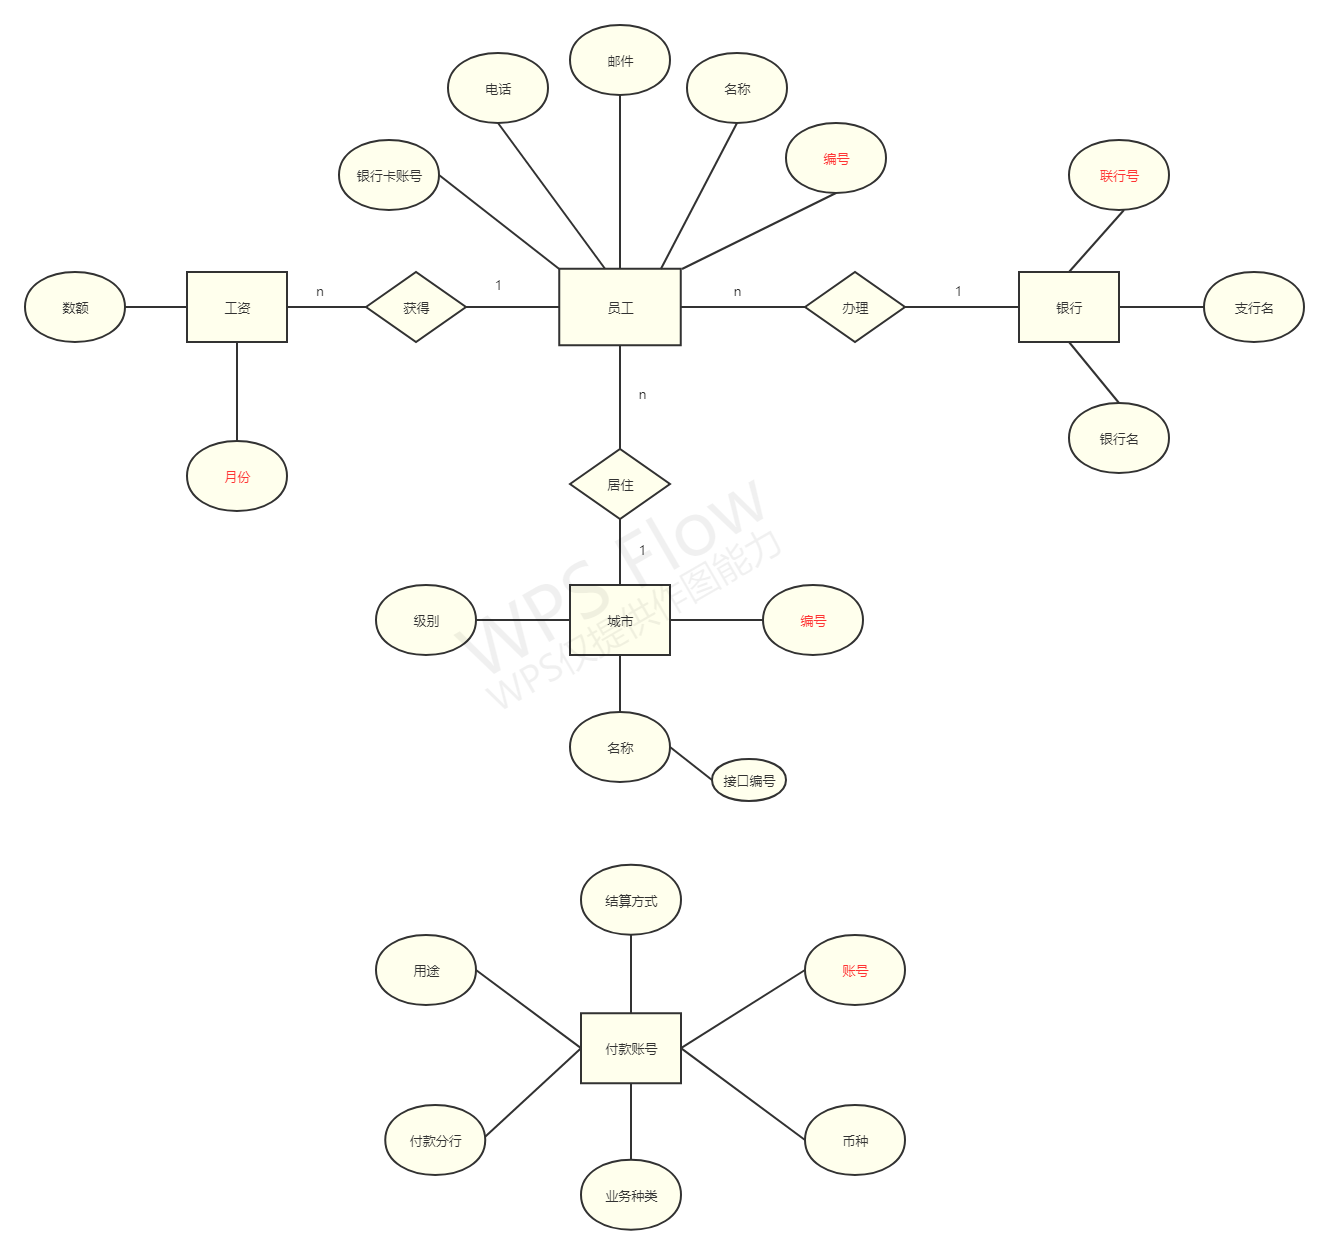 邮件
电话
名称
编号
银行卡账号
联行号
数额
工资
n
获得
1
员工
n
办理
1
银行
支行名
n
银行名
月份
居住
1
级别
城市
编号
名称
接口编号
WPS Flow
WPS仅提供作图能力
结算方式
用途
账号
付款账号
付款分行
币种
业务种类